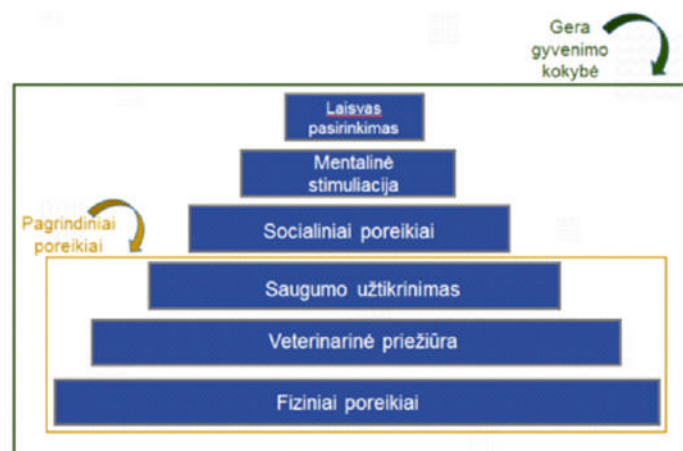 Gera
gyvenimo
kokybė
Laisvas
pasirinkimas
Mentalinė
stimuliacija
Pagrindiniai
poreikiai
Socialiniai poreikiai
Saugumo užtikrinimas
Veterinarinė priežiūra
Fiziniai poreikiai